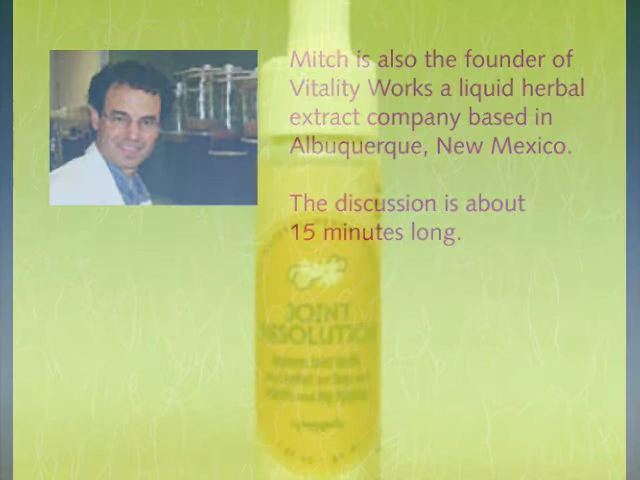 Mitch is also the founder of
Vitality Works a liquid herbal
extract company based in
Albuquerque, New Mexico.
The discussion is about
15 minutes long.
JOINT
RESOLUTION